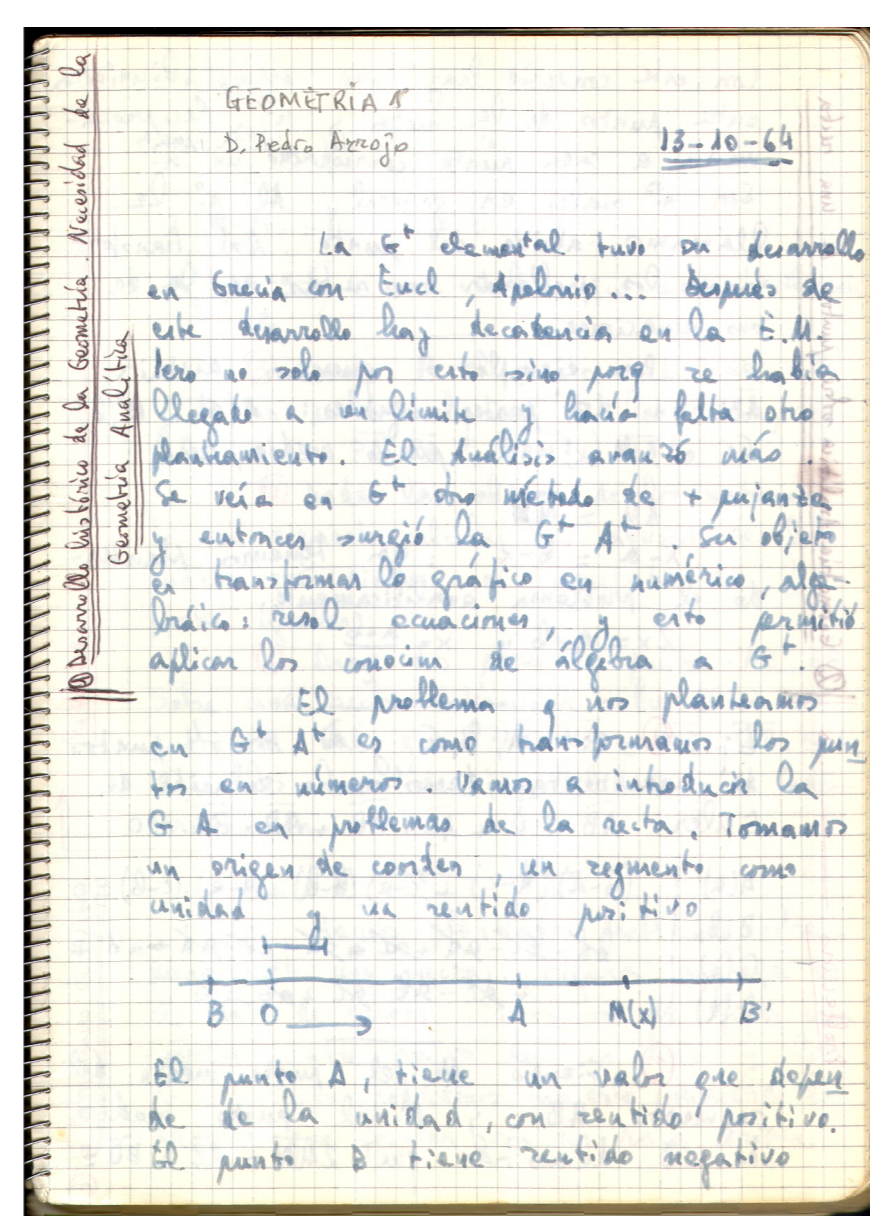 ① Desarrollo histórico de la Geometría. Necesidad de la
Geometría Analítica
GEOMETRÍA 1º
D. Pedro Arrojo
13-10-64
La Gª elemental tuvo su desarrollo
en Grecia con Eucl, Apolonio... Después de
este desarrollo hay decadencia en la E.M.
Pero no solo por esto sino porq se había
llegado a un límite y hacía falta otro
planteamiento. El Análisis avanzó más.
Se veía en Gª otro método de + pujanza,
y entonces surgió la Gª Aª. Su objeto
es transformar lo gráfico en numérico, alge-
bráico: resol ecuaciones, y esto permitió
aplicar los conocim de álgebra a Gª.
El problema q nos planteamos
en Gª Aª es como transformamos los pun
tos en números. Vamos a introducir la
G A en problemas de la recta. Tomamos
un origen de coorden, un segmento como
unidad y un sentido positivo
B O A M(x) B'
El punto A, tiene un valor que depen
de de la unidad, con sentido positivo.
El punto B tiene sentido negativo